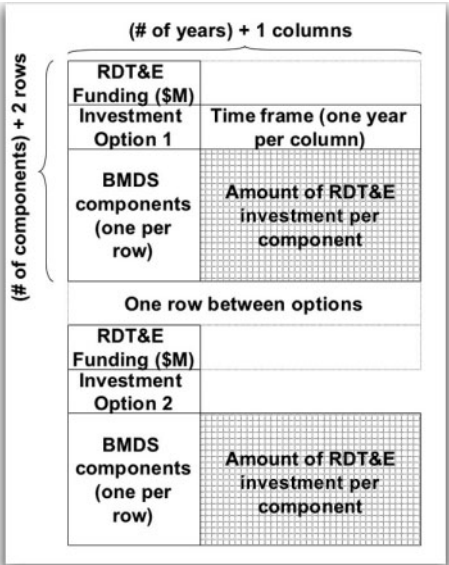 (# of years) + 1 columns
(# of components) + 2 rows
RDT&E
Funding ($M)
Investment
Option 1
Time frame (one year
per column)
BMDS
components
(one per
row)
Amount of RDT&E
investment per
component
One row between options
RDT&E
Funding ($M)
Investment
Option 2
BMDS
components
(one per
row)
Amount of RDT&E
investment per
component